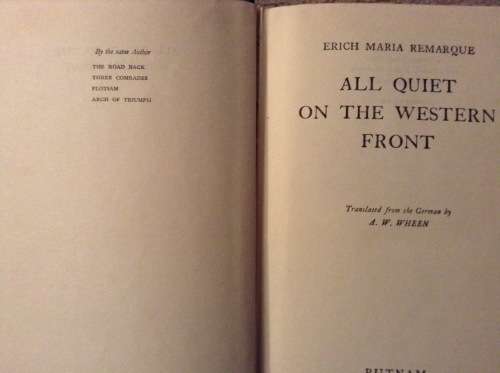 By the same Author
THE ROAD BACK
THREE COMRADES
FLOTSAM
ARCH OF TRIUMPH
ERICH MARIA REMARQUE
ALL QUIET
ON THE WESTERN
FRONT
Translated from the German by
A. W. WHEEN
PUTNAM